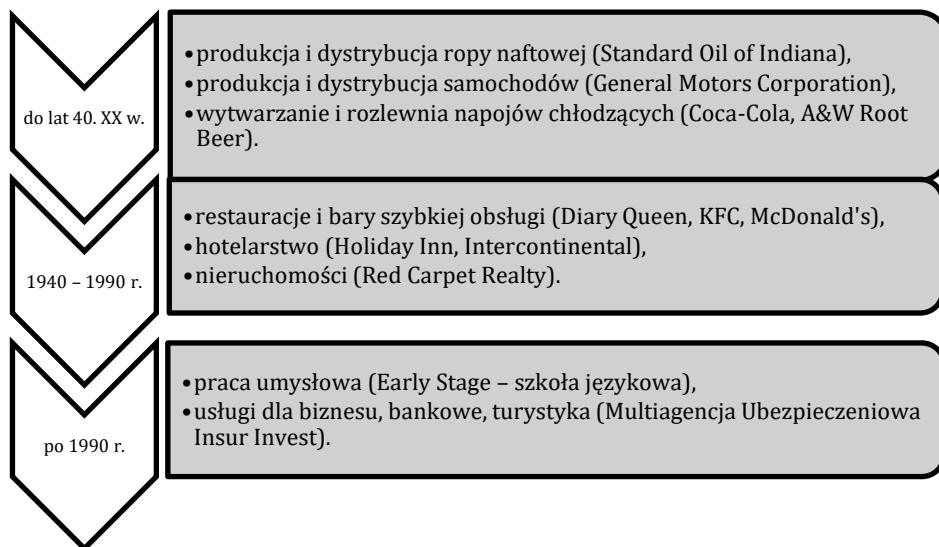 do lat 40. XX w.
•produkcja i dystrybucja ropy naftowej (Standard Oil of Indiana),
•produkcja i dystrybucja samochodów (General Motors Corporation),
•wytwarzanie i rozlewnia napojów chłodzących (Coca-Cola, A&W Root
Beer).
1940 – 1990 r.
•restauracje i bary szybkiej obsługi (Diary Queen, KFC, McDonald's),
•hotelarstwo (Holiday Inn, Intercontinental),
•nieruchomości (Red Carpet Realty).
po 1990 r.
•praca umysłowa (Early Stage – szkoła językowa),
•usługi dla biznesu, bankowe, turystyka (Multiagencja Ubezpieczeniowa
Insur Invest).